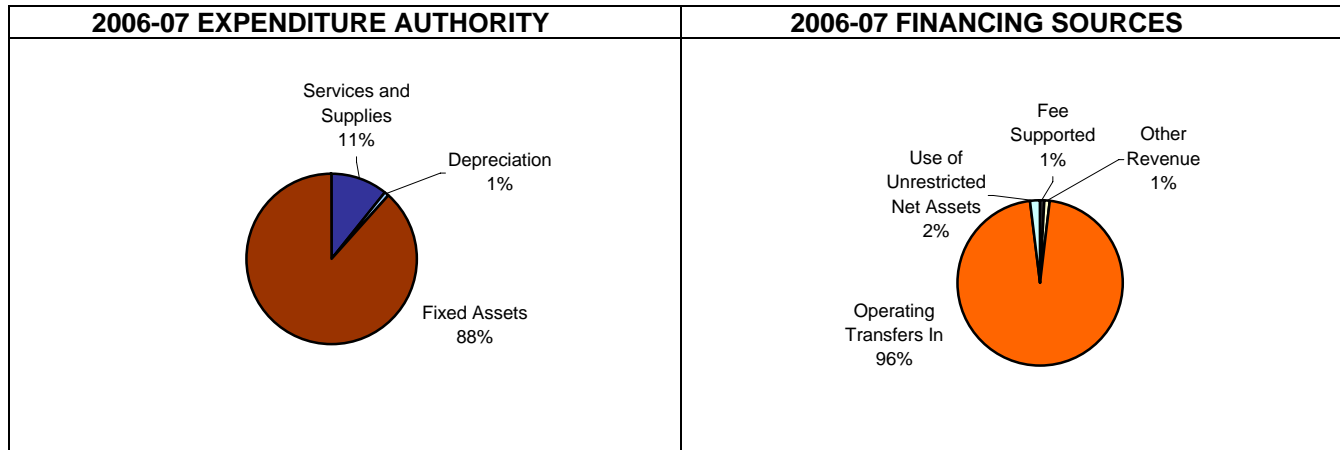 2006-07 EXPENDITURE AUTHORITY
Services and
Supplies
11%
Depreciation
1%
Fixed Assets
88%
2006-07 FINANCING SOURCES
Fee
Supported
1%
Other
Revenue
1%
Use of
Unrestricted
Net Assets
2%
Operating
Transfers In
96%